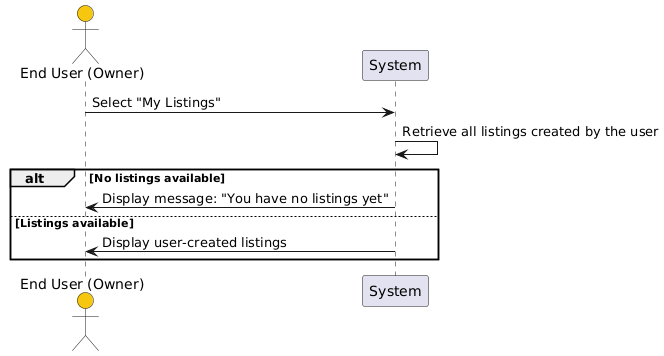 End User (Owner)
System
Select "My Listings"
Retrieve all listings created by the user
alt
[No listings available]
Display message: "You have no listings yet"
[Listings available]
Display user-created listings
End User (Owner)
System